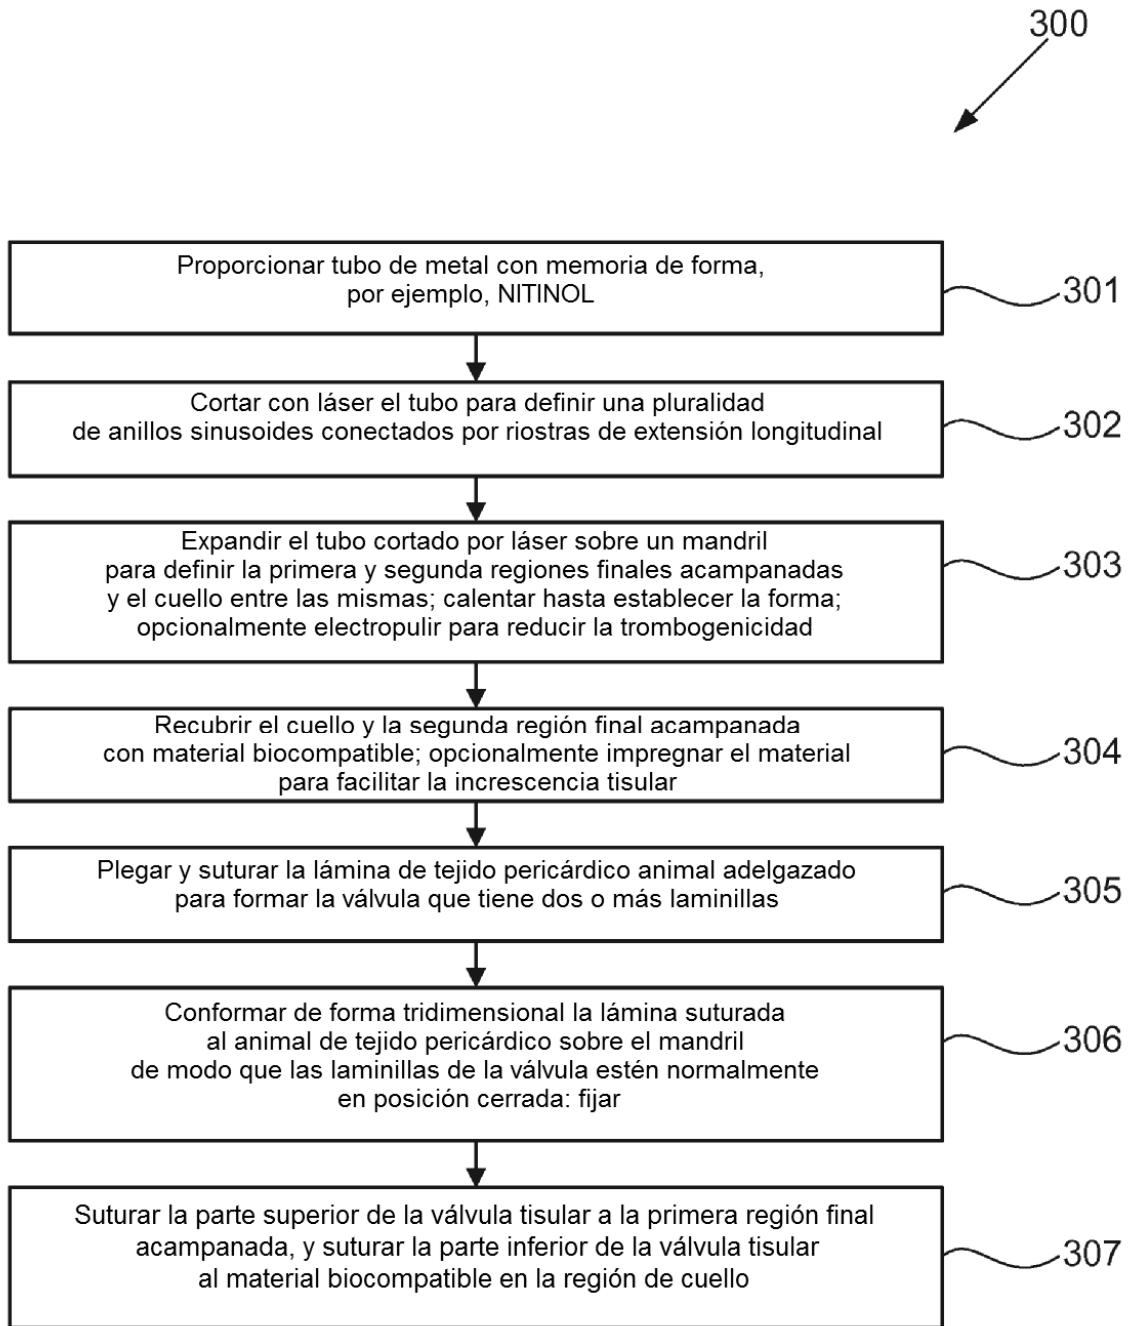 300
Proporcionar tubo de metal con memoria de forma,
por ejemplo, NITINOL
301
Cortar con láser el tubo para definir una pluralidad
de anillos sinusoides conectados por riostras de extensión longitudinal
302
Expandir el tubo cortado por láser sobre un mandril
para definir la primera y segunda regiones finales acampanadas
y el cuello entre las mismas; calentar hasta establecer la forma;
opcionalmente electropulir para reducir la trombogenicidad
303
Recubrir el cuello y la segunda región final acampanada
con material biocompatible; opcionalmente impregnar el material
para facilitar la increscencia tisular
304
Plegar y suturar la lámina de tejido pericárdico animal adelgazado
para formar la válvula que tiene dos o más laminillas
305
Conformar de forma tridimensional la lámina suturada
al animal de tejido pericárdico sobre el mandril
de modo que las laminillas de la válvula estén normalmente
en posición cerrada: fijar
306
Suturar la parte superior de la válvula tisular a la primera región final
acampanada, y suturar la parte inferior de la válvula tisular
al material biocompatible en la región de cuello
307